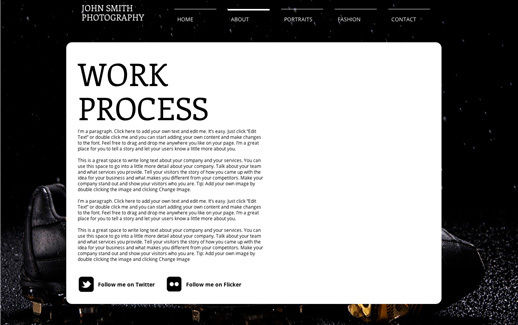 JOHN SMITH
PHOTOGRAPHY
HOME
ABOUT
PORTRAITS
FASHION
CONTACT
WORK
PROCESS
I'm a paragraph. Click here to add your own text and edit me. It's easy. Just click "Edit
Text" or double click me and you can start adding your own content and make changes
to the font. Feel free to drag and drop me anywhere you like on your page. I'm a great
place for you to tell a story and let your users know a little more about you.
This is a great space to write long text about your company and your services. You can
use this space to go into a little more detail about your company. Talk about your team
and what services you provide. Tell your visitors the story of how you came up with the
idea for your business and what makes you different from your competitors. Make your
company stand out and show your visitors who you are. Tip: Add your own image by
double clicking the image and clicking Change Image.
I'm a paragraph. Click here to add your own text and edit me. It's easy. Just click "Edit
Text" or double click me and you can start adding your own content and make changes
to the font. Feel free to drag and drop me anywhere you like on your page. I'm a great
place for you to tell a story and let your users know a little more about you.
This is a great space to write long text about your company and your services. You can
use this space to go into a little more detail about your company. Talk about your team
and what services you provide. Tell your visitors the story of how you came up with the
idea for your business and what makes you different from your competitors. Make your
company stand out and show your visitors who you are. Tip: Add your own image by
double clicking the image and clicking Change Image.
Follow me on Twitter
Follow me on Flicker